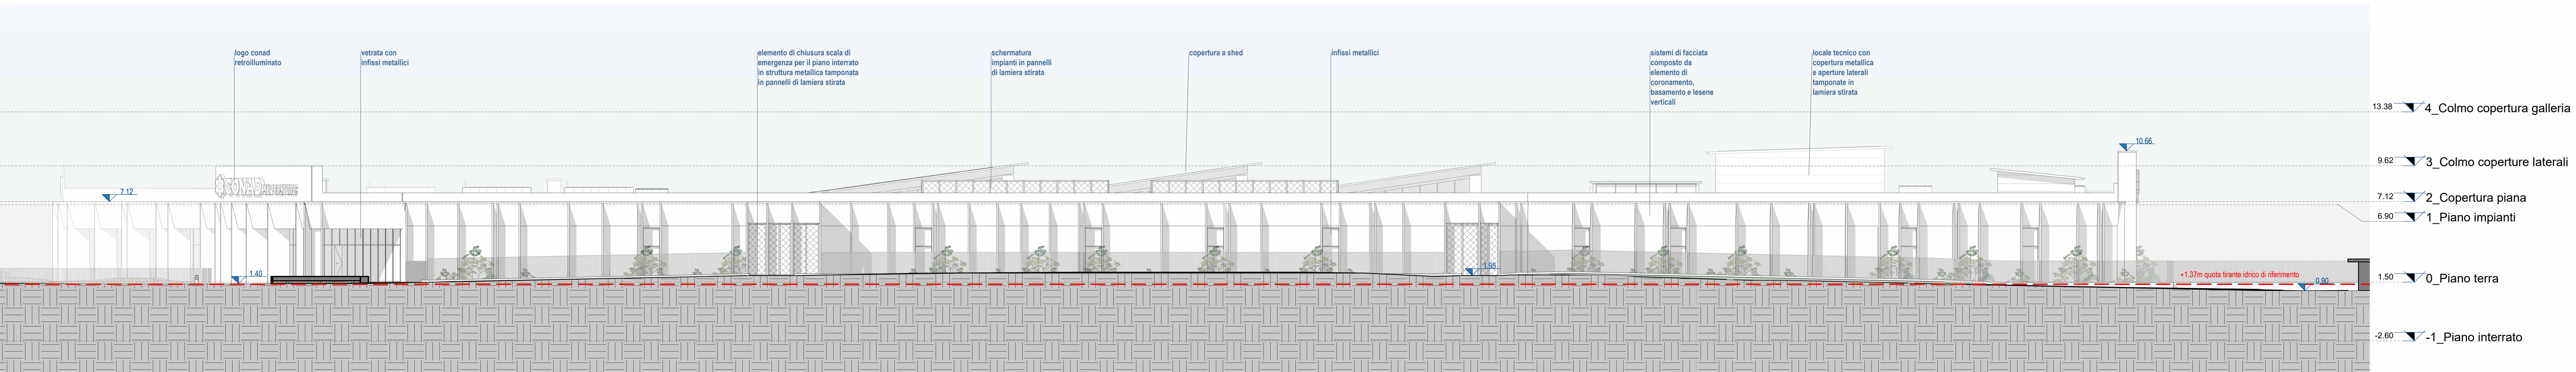 logo conad
retroilluminato
vetrata con
infissi metallici
elemento di chiusura scala di
emergenza per il piano interrato
in struttura metallica tamponata
in pannelli di lamiera stirata
schermatura
impianti in pannelli
di lamiera stirata
copertura a shed
infissi metallici
sistemi di facciata
composto da
elemento di
coronamento,
basamento e lesene
verticali
locale tecnico con
copertura metallica
e aperture laterali
tamponate in
lamiera stirata
13.38 4_Colmo copertura galleria
10.66
9.62 3_Colmo coperture laterali
CONAD
7.12
7.12 2_Copertura piana
6.90 1_Piano impianti
1.40
1.95
+1.37m quota tirante idrico di riferimento
0.90
1.50 0_Piano terra
-2.60 -1_Piano interrato